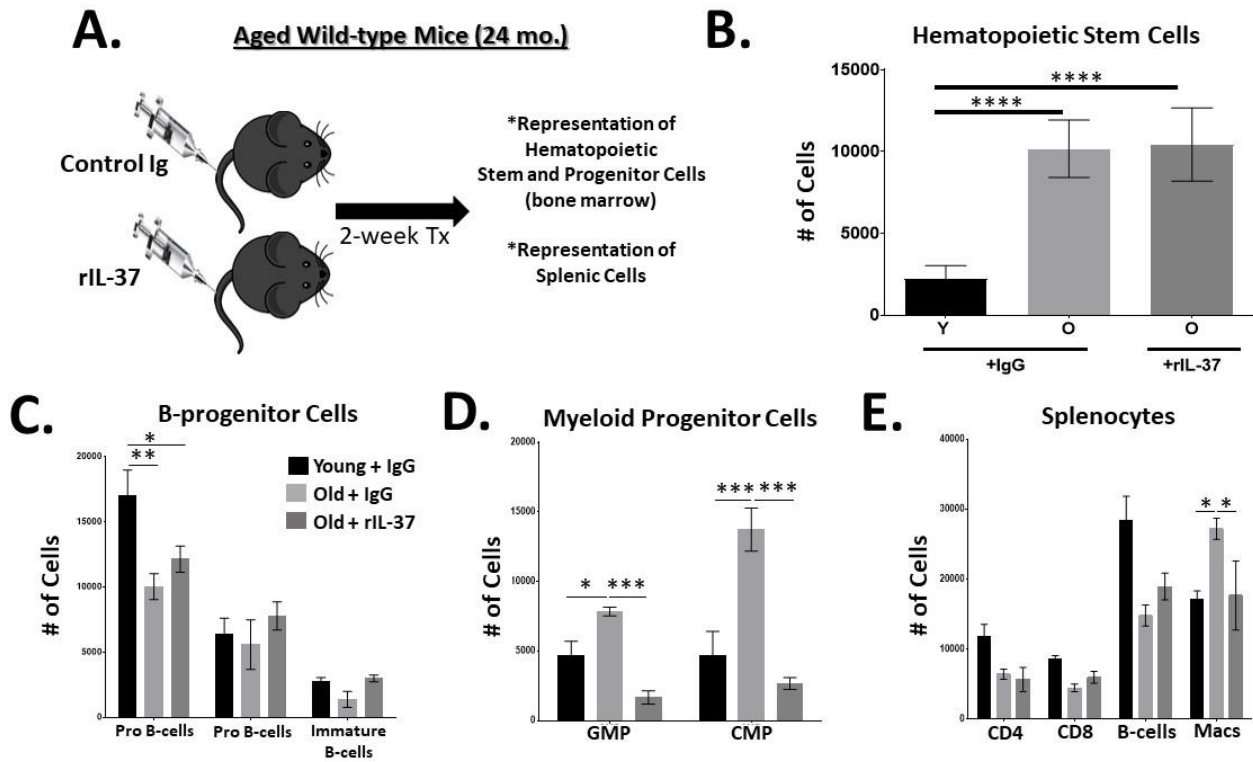 A.
Aged Wild-type Mice (24 mo.)
Control Ig
rIL-37
2-week Tx
*Representation of
Hematopoietic
Stem and Progenitor Cells
(bone marrow)
*Representation of
Splenic Cells
B.
Hematopoietic Stem Cells
# of Cells
15000
10000
5000
0
****
****
Y
O
O
+IgG
+rIL-37
C.
B-progenitor Cells
# of Cells
20000
15000
10000
5000
0
*
**
Young + IgG
Old + IgG
Old + rIL-37
Pro B-cells
Pro B-cells
Immature
B-cells
D.
Myeloid Progenitor Cells
# of Cells
20000
15000
10000
5000
0
*
***
***
***
GMP
CMP
E.
Splenocytes
# of Cells
40000
30000
20000
10000
0
*
*
CD4
CD8
B-cells
Macs